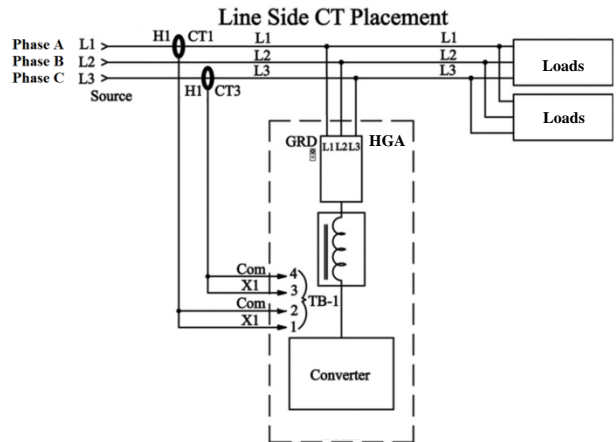 Line Side CT Placement
H1 CT1
Phase A L1 L1 L1
Phase B L2 L2 L2
Phase C L3 L3 L3
Source
H1 CT3
Loads
Loads
GRD L1 L2 L3 HGA
Com 4
X1 3
TB-1
Com 2
X1 1
Converter